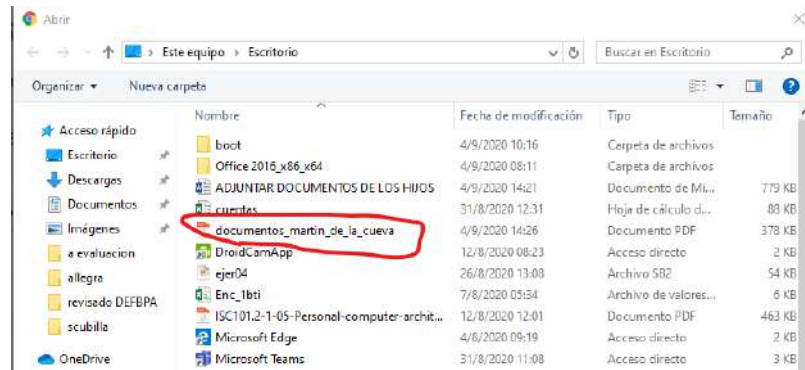 Abrir
Este equipo > Escritorio
Buscar en Escritorio
Organizar Nueva carpeta
Nombre Fecha de modificación Tipo Tamaño
Acceso rápido
Escritorio
Descargas
Documentos
Imágenes
a evaluacion
allegra
revisado DEFBPA
scubilla
OneDrive
boot 4/9/2020 10:16 Carpeta de archivos
Office 2016_x86_x64 4/9/2020 08:11 Carpeta de archivos
ADJUNTAR DOCUMENTOS DE LOS HIJOS 4/9/2020 14:21 Documento de Mi... 779 KB
cuentas 31/8/2020 12:31 Hoja de cálculo d... 88 KB
documentos_martin_de_la_cueva 4/9/2020 14:26 Documento PDF 378 KB
DroidCamApp 12/8/2020 08:23 Acceso directo 2 KB
ejer04 26/8/2020 13:08 Archivo SB2 54 KB
Enc_1bti 7/8/2020 05:34 Archivo de valores... 6 KB
ISC101.2-1-05-Personal-computer-archit... 12/8/2020 12:01 Documento PDF 463 KB
Microsoft Edge 4/8/2020 09:19 Acceso directo 2 KB
Microsoft Teams 31/8/2020 11:08 Acceso directo 3 KB